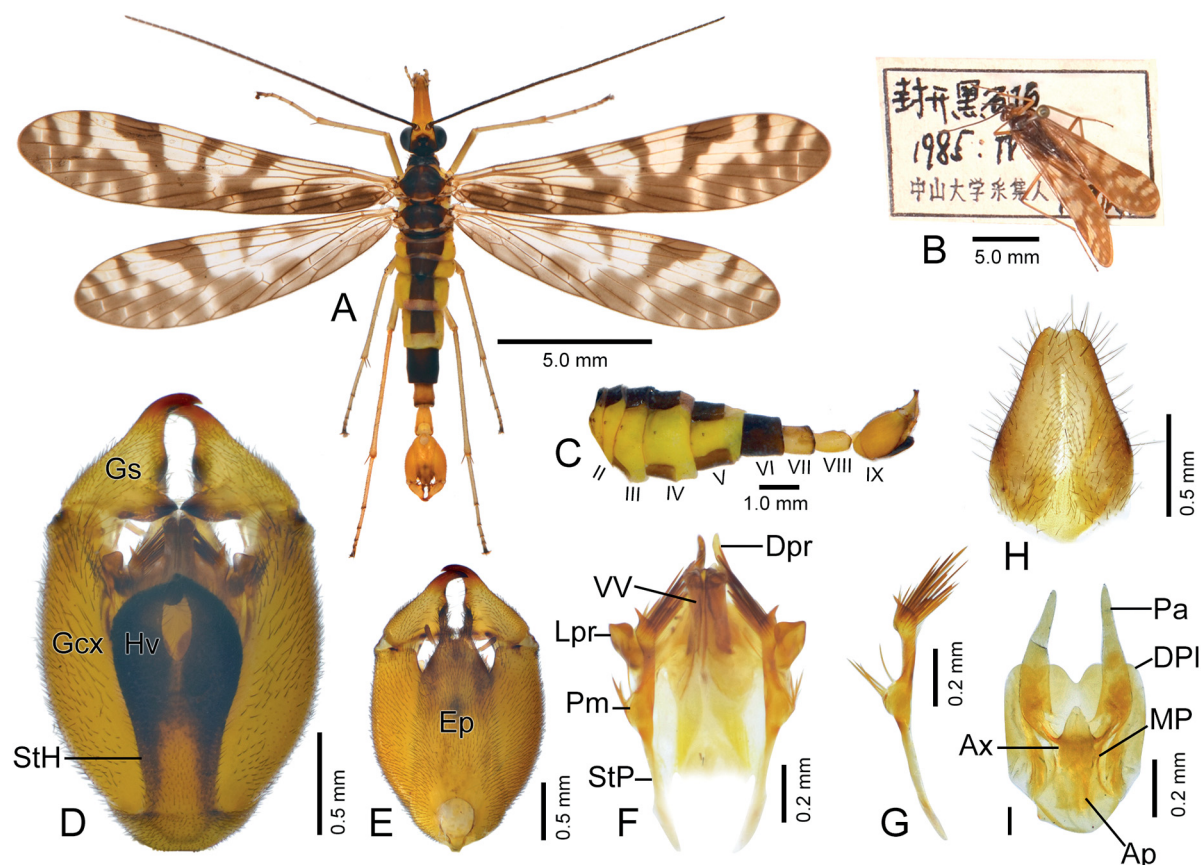 A
5.0 mm
封开黑石顶
1985.IV
中山大学采集人
B
5.0 mm
C
II
III
IV
V
VI
VII
VIII
IX
1.0 mm
H
0.5 mm
Gs
Gcx
Hv
StH
D
0.5 mm
Ep
E
0.5 mm
Dpr
VV
Lpr
Pm
StP
F
0.2 mm
G
0.2 mm
Pa
DPl
MP
Ax
Ap
I
0.2 mm